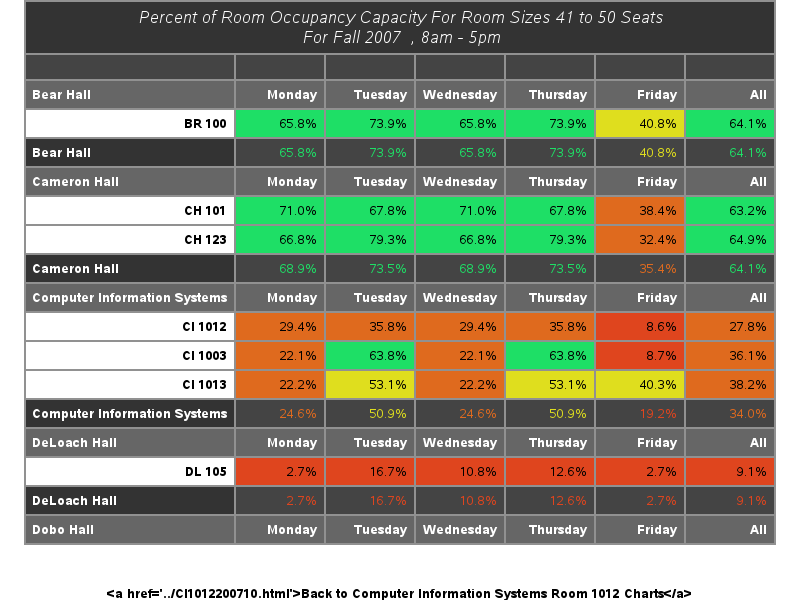 Percent of Room Occupancy Capacity For Room Sizes 41 to 50 Seats
For Fall 2007  , 8am - 5pm
Bear Hall Monday Tuesday Wednesday Thursday Friday All
BR 100 65.8% 73.9% 65.8% 73.9% 40.8% 64.1%
Bear Hall 65.8% 73.9% 65.8% 73.9% 40.8% 64.1%
Cameron Hall Monday Tuesday Wednesday Thursday Friday All
CH 101 71.0% 67.8% 71.0% 67.8% 38.4% 63.2%
CH 123 66.8% 79.3% 66.8% 79.3% 32.4% 64.9%
Cameron Hall 68.9% 73.5% 68.9% 73.5% 35.4% 64.1%
Computer Information Systems Monday Tuesday Wednesday Thursday Friday All
CI 1012 29.4% 35.8% 29.4% 35.8% 8.6% 27.8%
CI 1003 22.1% 63.8% 22.1% 63.8% 8.7% 36.1%
CI 1013 22.2% 53.1% 22.2% 53.1% 40.3% 38.2%
Computer Information Systems 24.6% 50.9% 24.6% 50.9% 19.2% 34.0%
DeLoach Hall Monday Tuesday Wednesday Thursday Friday All
DL 105 2.7% 16.7% 10.8% 12.6% 2.7% 9.1%
DeLoach Hall 2.7% 16.7% 10.8% 12.6% 2.7% 9.1%
Dobo Hall Monday Tuesday Wednesday Thursday Friday All
<a href='../CI1012200710.html'>Back to Computer Information Systems Room 1012 Charts</a>